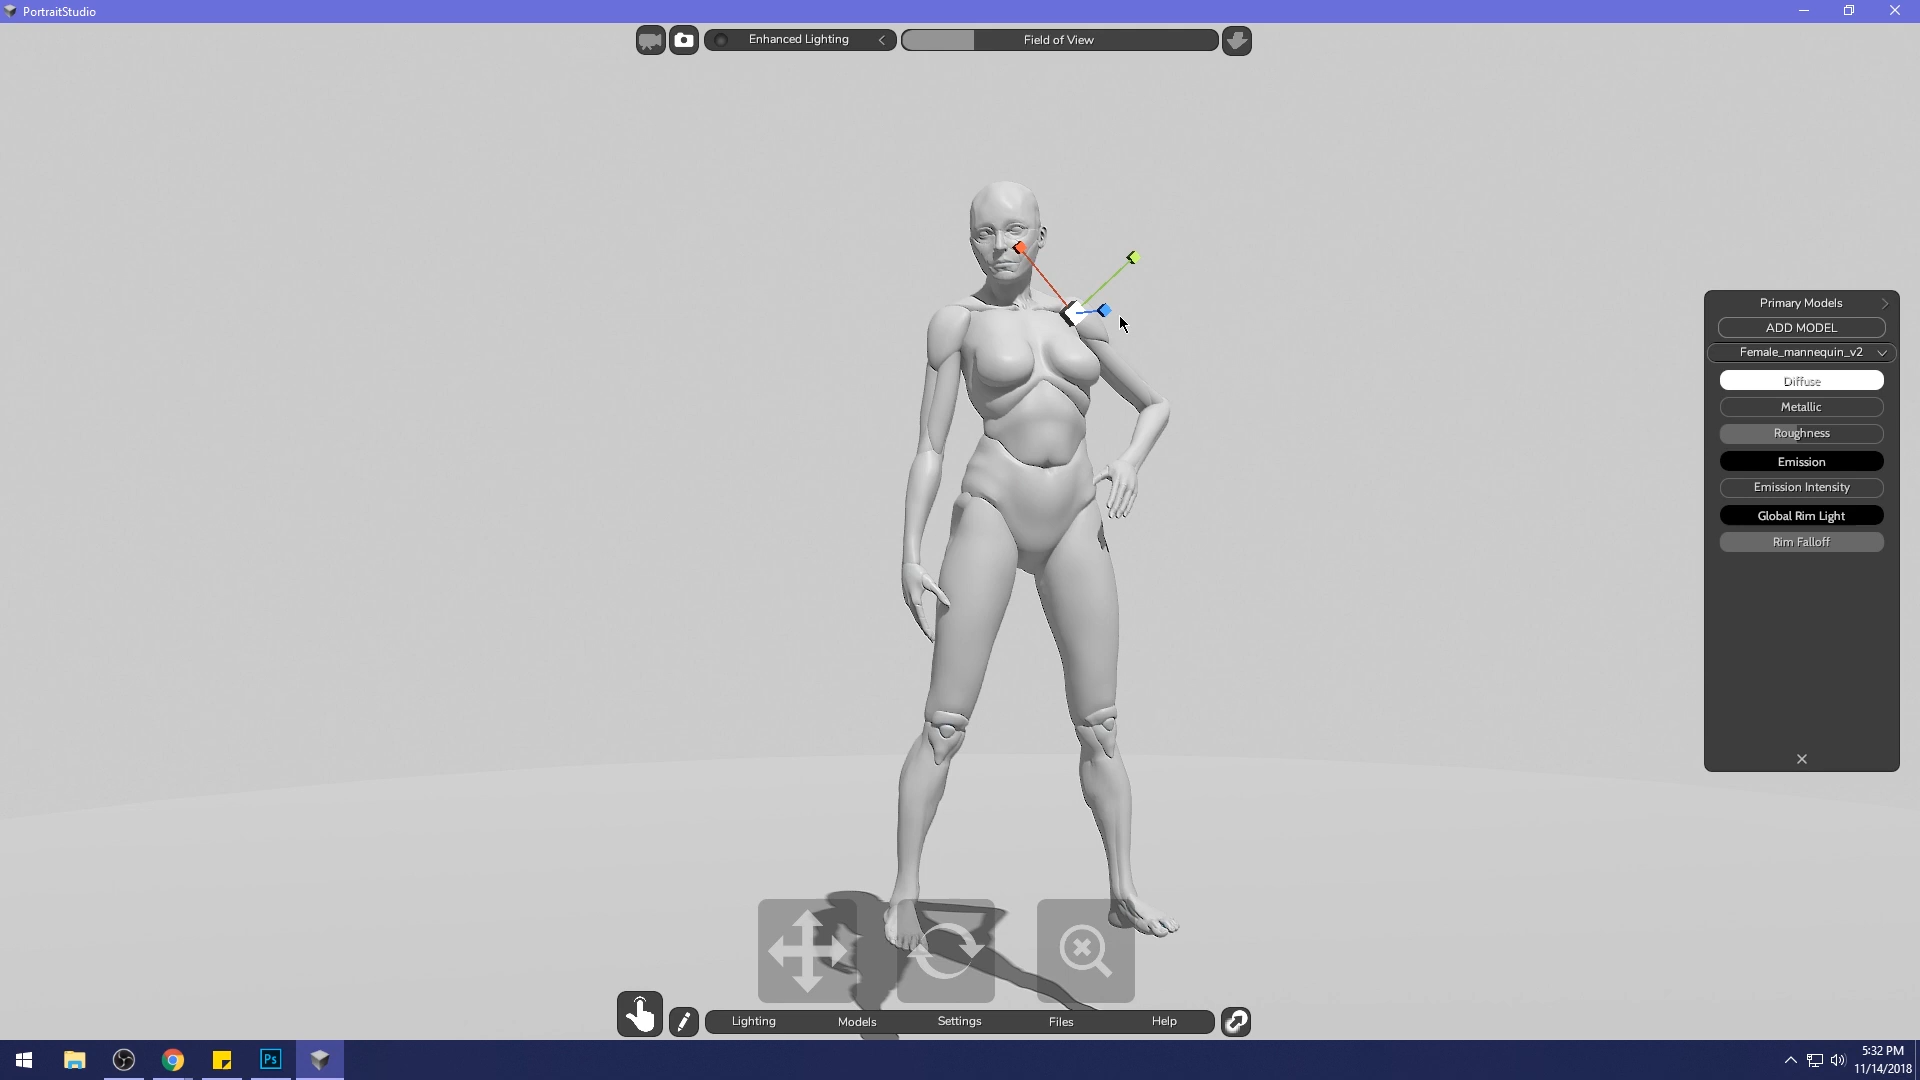 PortraitStudio
Enhanced Lighting
Field of View
Primary Models
ADD MODEL
Female_mannequin_v2
Diffuse
Metallic
Roughness
Emission
Emission Intensity
Global Rim Light
Rim Falloff
Lighting
Models
Settings
Files
Help
Ps
5:32 PM
11/14/2018